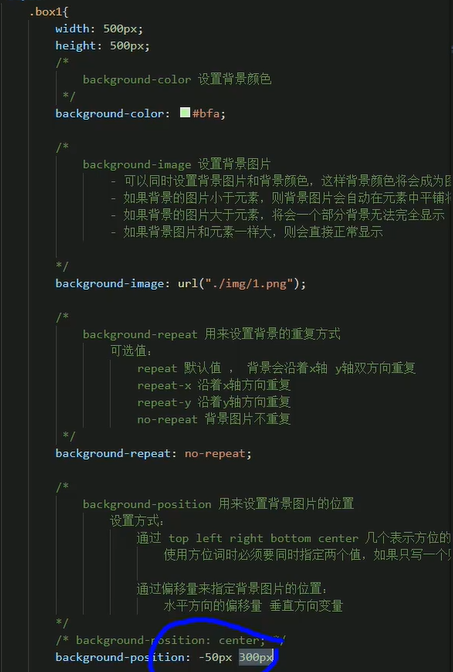 .box1{
width: 500px;
height: 500px;
/*
background-color 设置背景颜色
*/
background-color: #bfa;
/*
background-image 设置背景图片
- 可以同时设置背景图片和背景颜色，这样背景颜色将会成为
- 如果背景的图片小于元素，则背景图片会自动在元素中平铺
- 如果背景的图片大于元素，将会一个部分背景无法完全显示
- 如果背景图片和元素一样大，则会直接正常显示
*/
background-image: url("./img/1.png");
/*
background-repeat 用来设置背景的重复方式
可选值：
repeat 默认值 ， 背景会沿着x轴 y轴双方向重复
repeat-x 沿着x轴方向重复
repeat-y 沿着y轴方向重复
no-repeat 背景图片不重复
*/
background-repeat: no-repeat;
/*
background-position 用来设置背景图片的位置
设置方式：
通过 top left right bottom center 几个表示方位的
使用方位词时必须要同时指定两个值，如果只写一个
通过偏移量来指定背景图片的位置：
水平方向的偏移量 垂直方向变量
*/
/* background-position: center; */
background-position: -50px 300px